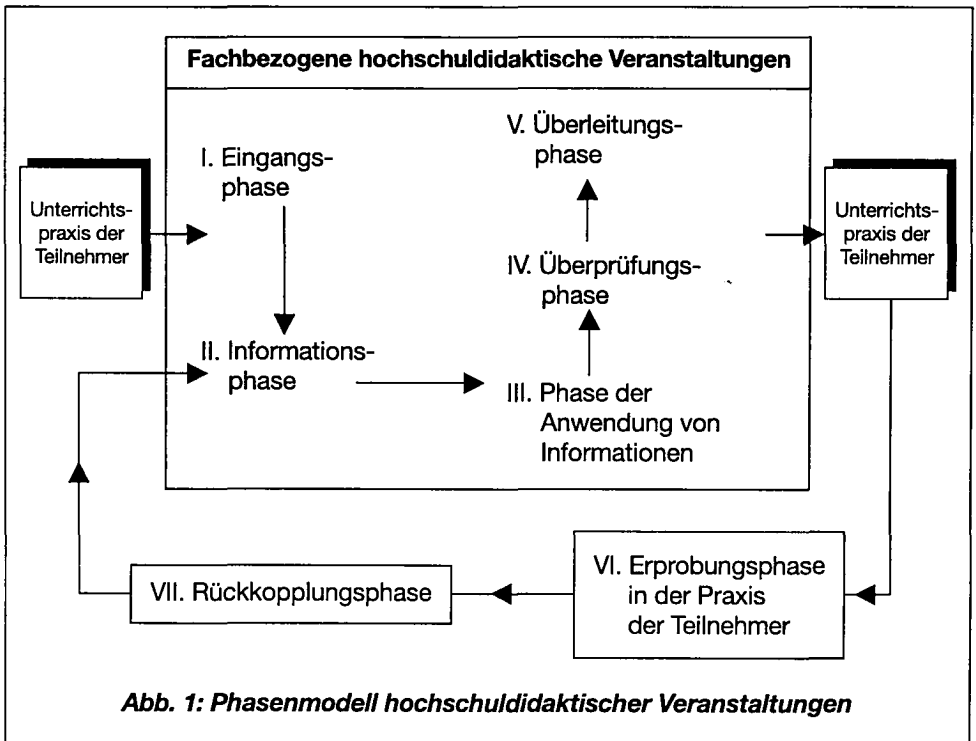 Fachbezogene hochschuldidaktische Veranstaltungen
Unterrichts-
praxis der
Teilnehmer
I. Eingangs-
phase
II. Informations-
phase
III. Phase der
Anwendung von
Informationen
IV. Überprüfungs-
phase
V. Überleitungs-
phase
Unterrichts-
praxis der
Teilnehmer
VI. Erprobungsphase
in der Praxis
der Teilnehmer
VII. Rückkopplungsphase
Abb. 1: Phasenmodell hochschuldidaktischer Veranstaltungen